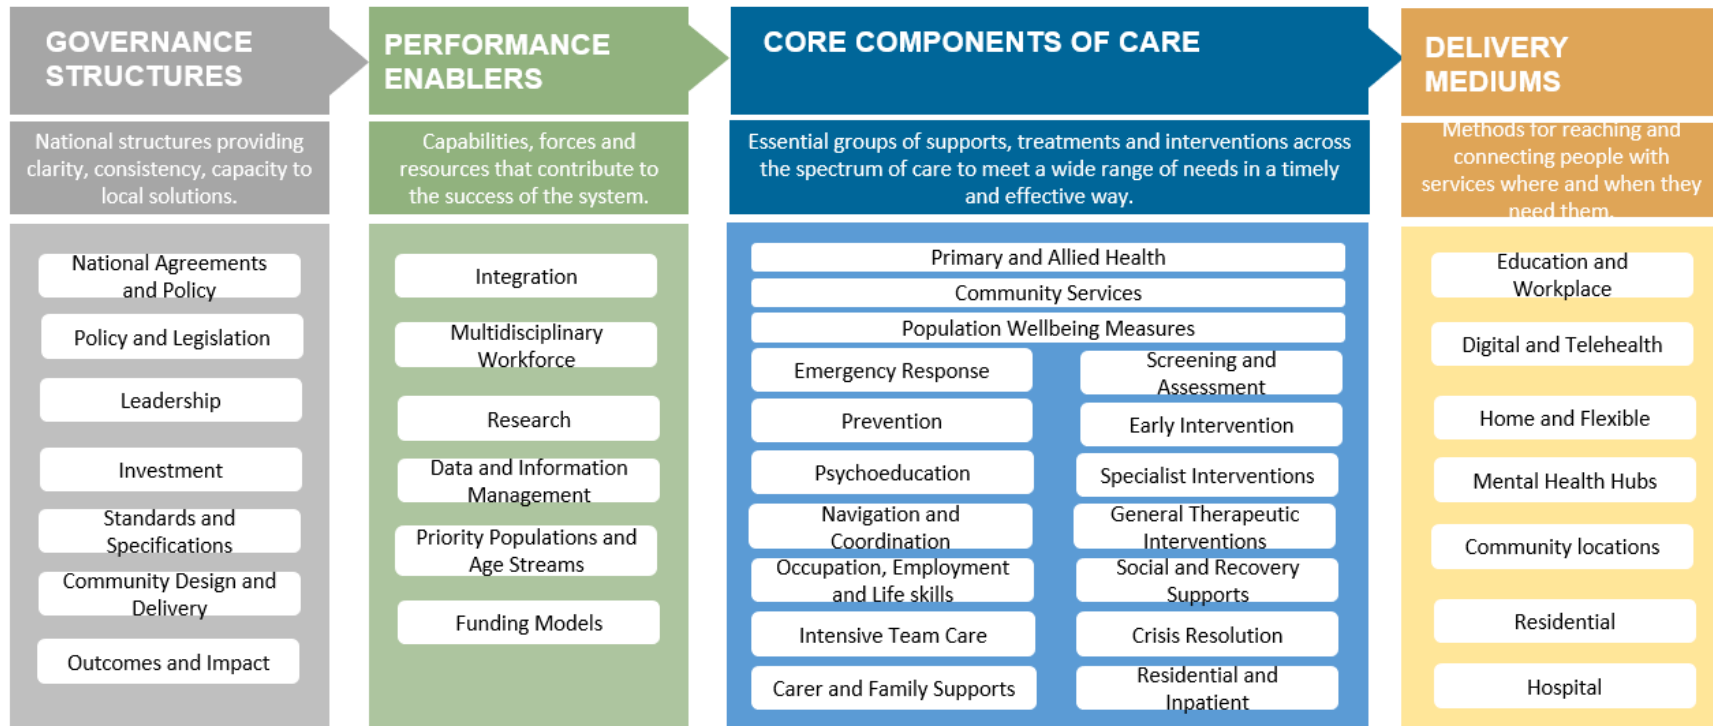 GOVERNANCE
STRUCTURES
National structures providing
clarity, consistency, capacity to
local solutions.
National Agreements
and Policy
Policy and Legislation
Leadership
Investment
Standards and
Specifications
Community Design and
Delivery
Outcomes and Impact
PERFORMANCE
ENABLERS
Capabilities, forces and
resources that contribute to
the success of the system.
Integration
Multidisciplinary
Workforce
Research
Data and Information
Management
Priority Populations and
Age Streams
Funding Models
CORE COMPONENTS OF CARE
Essential groups of supports, treatments and interventions across
the spectrum of care to meet a wide range of needs in a timely
and effective way.
Primary and Allied Health
Community Services
Population Wellbeing Measures
Emergency Response
Prevention
Psychoeducation
Navigation and
Coordination
Occupation, Employment
and Life skills
Intensive Team Care
Carer and Family Supports
Screening and
Assessment
Early Intervention
Specialist Interventions
General Therapeutic
Interventions
Social and Recovery
Supports
Crisis Resolution
Residential and
Inpatient
DELIVERY
MEDIUMS
Methods for reaching and
connecting people with
services where and when they
need them.
Education and
Workplace
Digital and Telehealth
Home and Flexible
Mental Health Hubs
Community locations
Residential
Hospital